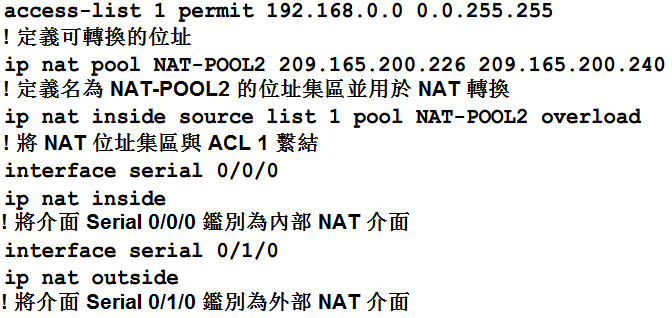 access-list 1 permit 192.168.0.0 0.0.255.255
! 定義可轉換的位址
ip nat pool NAT-POOL2 209.165.200.226 209.165.200.240
! 定義名為 NAT-POOL2 的位址集區並用於 NAT 轉換
ip nat inside source list 1 pool NAT-POOL2 overload
! 將 NAT 位址集區與 ACL 1 繫結
interface serial 0/0/0
ip nat inside
! 將介面 Serial 0/0/0 鑑別為內部 NAT 介面
interface serial 0/1/0
ip nat outside
! 將介面 Serial 0/1/0 鑑別為外部 NAT 介面